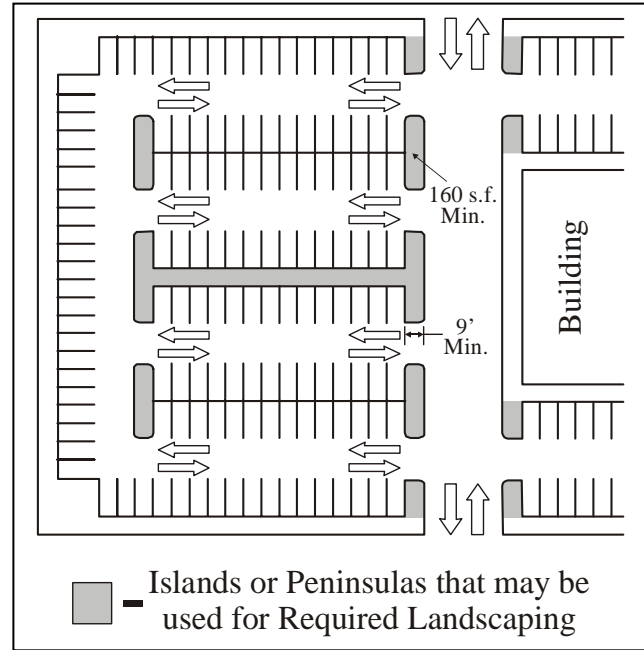 160 s.f.
Min.
Building
9’
Min.
Islands or Peninsulas that may be
used for Required Landscaping